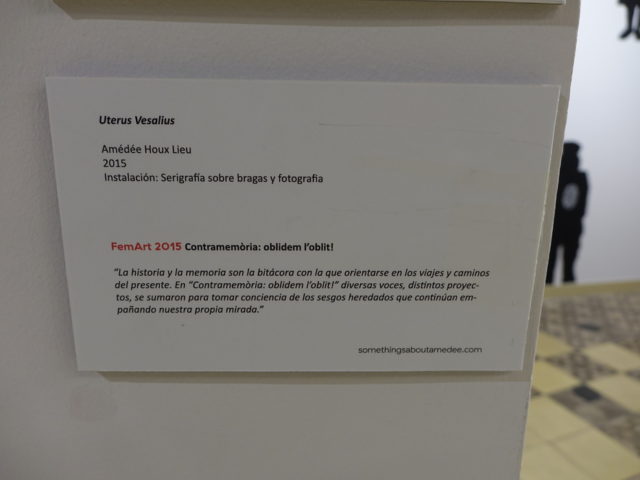 Uterus Vesalius
Amédée Houx Lieu
2015
Instalación: Serigrafía sobre bragas y fotografia
FemArt 2015 Contramemòria: oblidem l'oblit!
"La historia y la memoria son la bitácora con la que orientarse en los viajes y caminos
del presente. En "Contramemòria: oblidem l'oblit!" diversas voces, distintos proyec-
tos, se sumaron para tomar conciencia de los sesgos heredados que continúan em-
pañando nuestra propia mirada."
somethingsaboutamedee.com